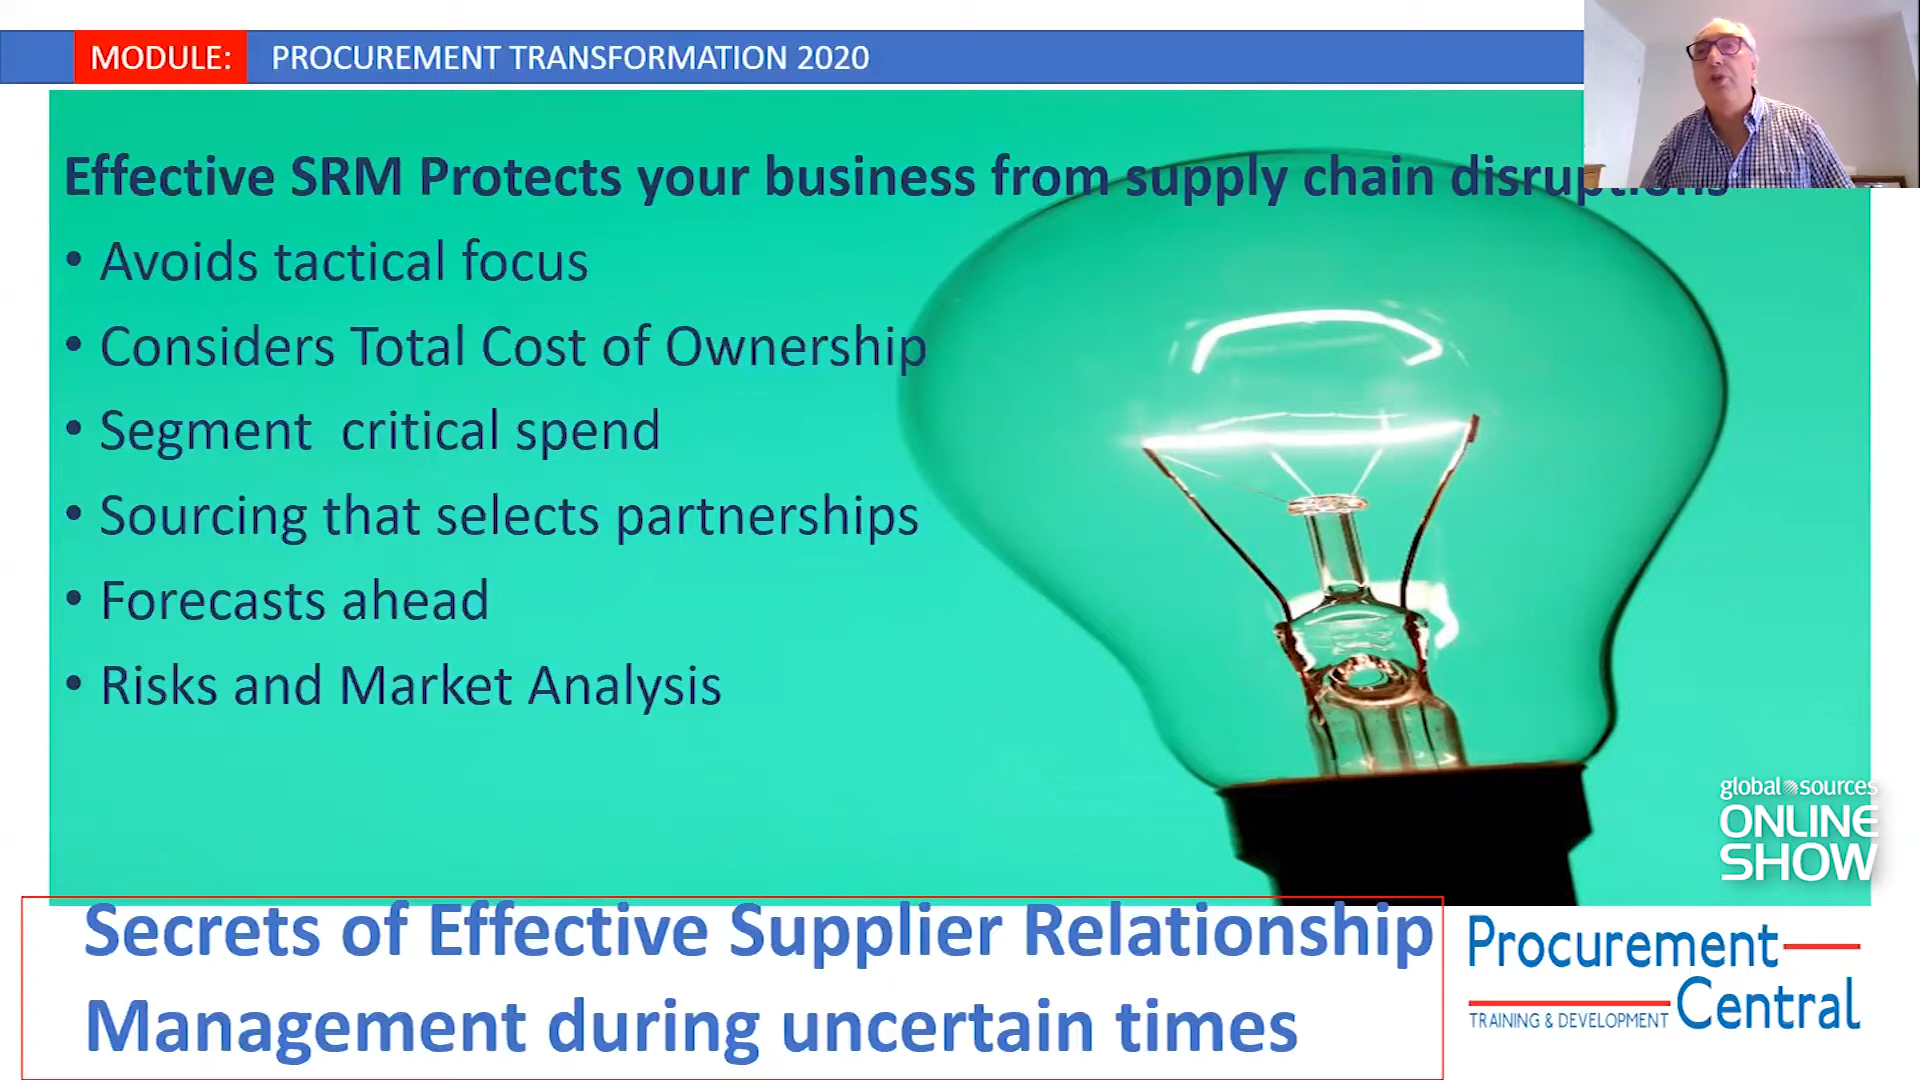 MODULE: PROCUREMENT TRANSFORMATION 2020
Effective SRM Protects your business from supply chain disruptions
• Avoids tactical focus
• Considers Total Cost of Ownership
• Segment  critical spend
• Sourcing that selects partnerships
• Forecasts ahead
• Risks and Market Analysis
global sources
ONLINE
SHOW
Secrets of Effective Supplier Relationship
Management during uncertain times
Procurement
Central
TRAINING & DEVELOPMENT